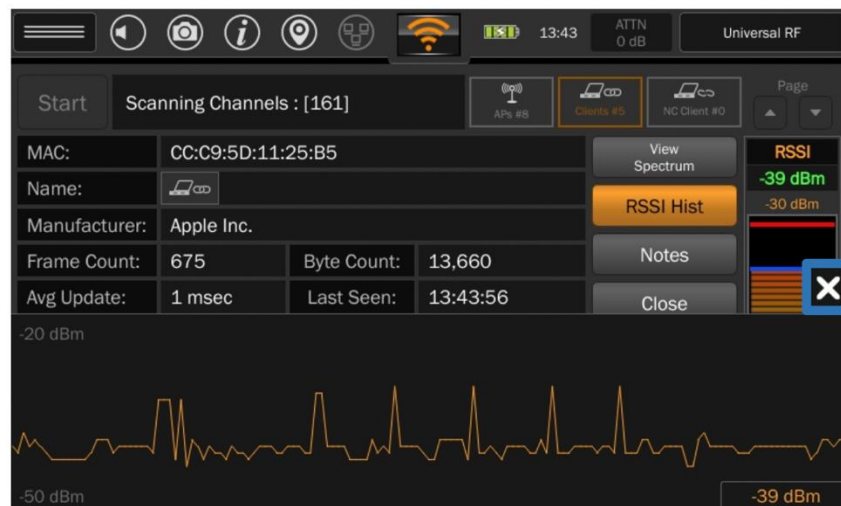 13:43
ATTN
0 dB
Universal RF
Start
Scanning Channels : [161]
APs #8
Clients #5
NC Client #0
Page
MAC:
CC:C9:5D:11:25:B5
View
Spectrum
RSSI
-39 dBm
-30 dBm
Name:
RSSI Hist
Manufacturer:
Apple Inc.
Frame Count:
675
Byte Count:
13,660
Notes
Avg Update:
1 msec
Last Seen:
13:43:56
Close
-20 dBm
-50 dBm
-39 dBm